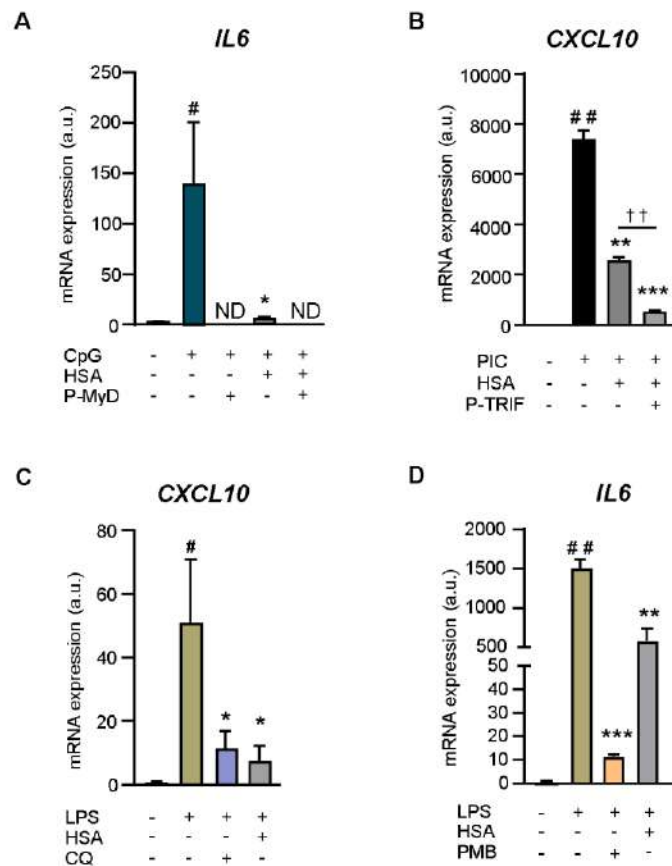 A
IL6
mRNA expression (a.u.)
250
200
150
100
50
0
#
ND
*
ND
CpG - + + + +
HSA - - - + +
P-MyD - - + - +
B
CXCL10
mRNA expression (a.u.)
10000
8000
6000
4000
2000
0
##
††
**
***
PIC - + + +
HSA - - + +
P-TRIF - - - +
C
CXCL10
mRNA expression (a.u.)
80
60
40
20
0
#
*
*
LPS - + + +
HSA - - - +
CQ - - + -
D
IL6
mRNA expression (a.u.)
2000
1500
1000
500
50
40
30
20
10
0
##
***
**
LPS - + + +
HSA - - - +
PMB - - + -